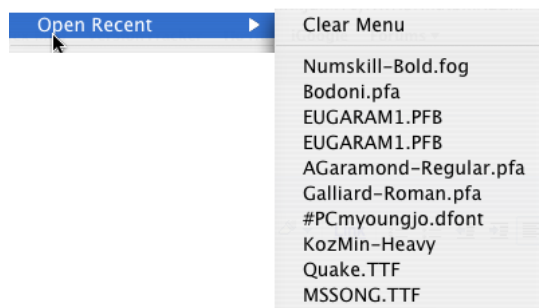 Open Recent
Clear Menu
Numskill-Bold.fog
Bodoni.pfa
EUGARAM1.PFB
EUGARAM1.PFB
AGaramond-Regular.pfa
Galliard-Roman.pfa
#PCmyoungjo.dfont
KozMin-Heavy
Quake.TTF
MSSONG.TTF